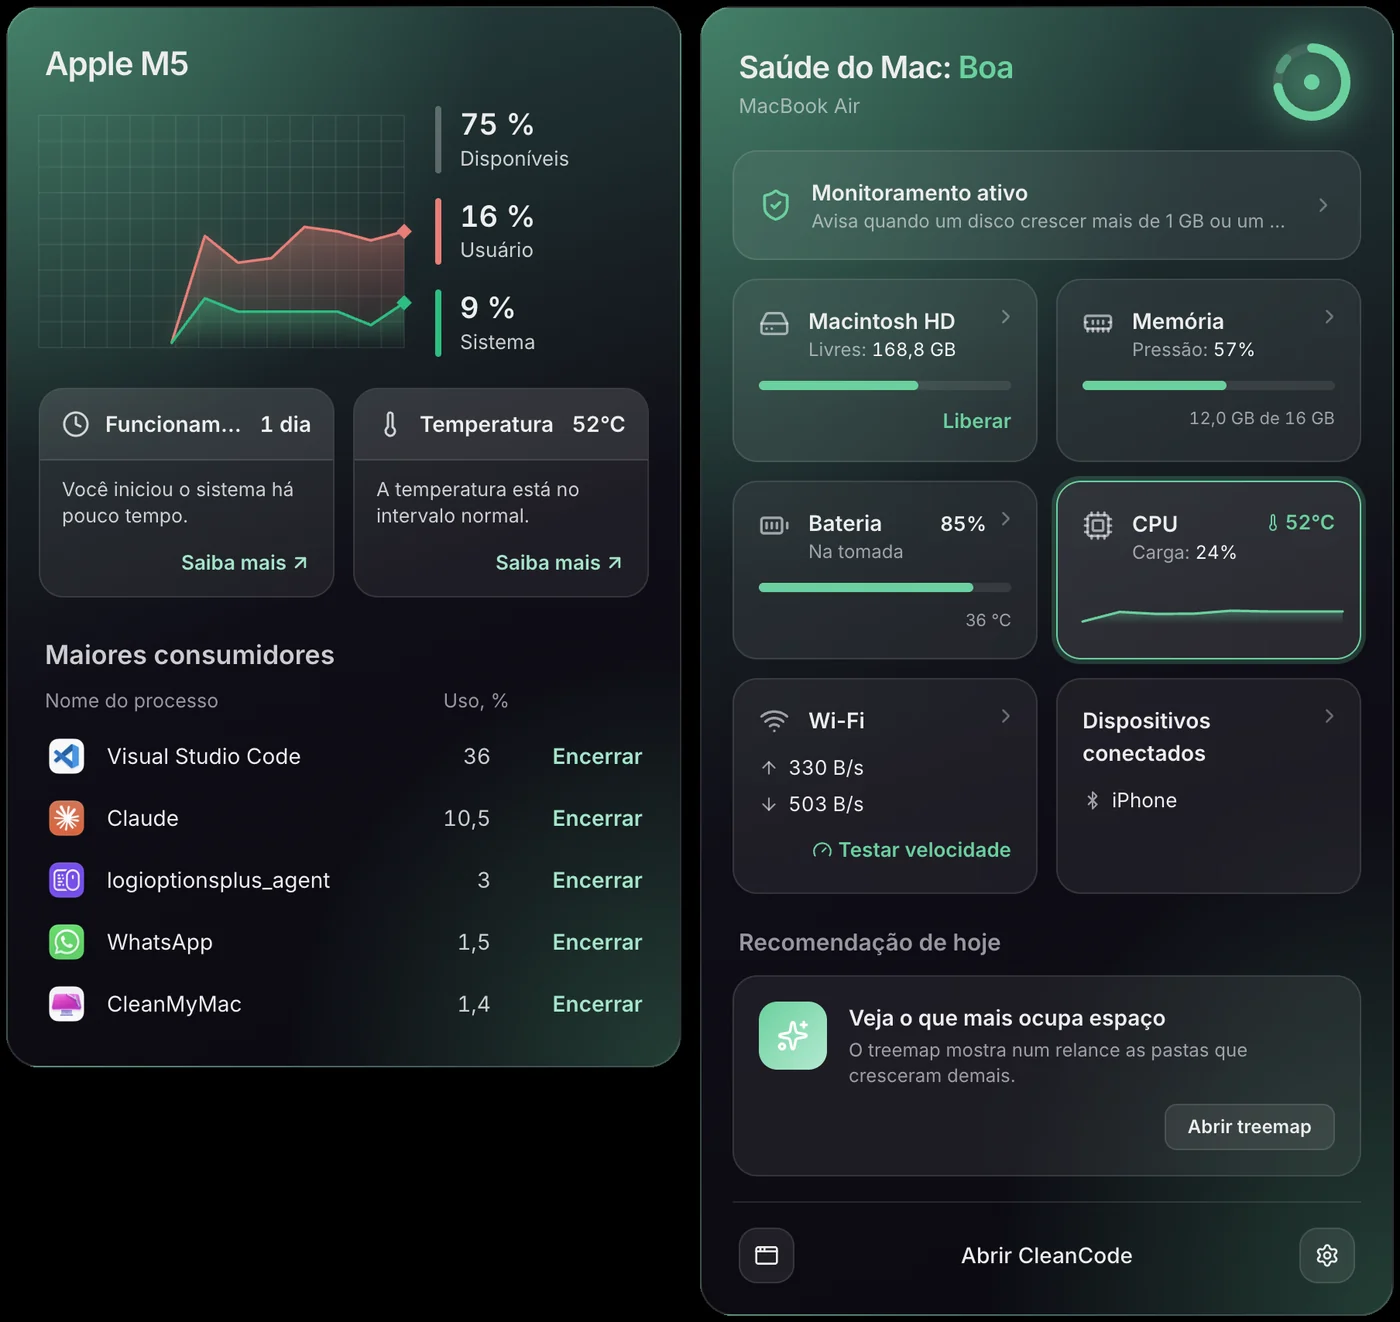 Apple M5
75 %
Disponíveis
16 %
Usuário
9 %
Sistema
Funcionam... 1 dia
Você iniciou o sistema há
pouco tempo.
Saiba mais
Temperatura 52°C
A temperatura está no
intervalo normal.
Saiba mais
Maiores consumidores
Nome do processo Uso, %
Visual Studio Code 36 Encerrar
Claude 10,5 Encerrar
logioptionsplus_agent 3 Encerrar
WhatsApp 1,5 Encerrar
CleanMyMac 1,4 Encerrar
Saúde do Mac: Boa
MacBook Air
Monitoramento ativo
Avisa quando um disco crescer mais de 1 GB ou um ...
Macintosh HD
Livres: 168,8 GB
Liberar
Memória
Pressão: 57%
12,0 GB de 16 GB
Bateria 85%
Na tomada
36 °C
CPU 52°C
Carga: 24%
Wi-Fi
330 B/s
503 B/s
Testar velocidade
Dispositivos
conectados
iPhone
Recomendação de hoje
Veja o que mais ocupa espaço
O treemap mostra num relance as pastas que
cresceram demais.
Abrir treemap
Abrir CleanCode